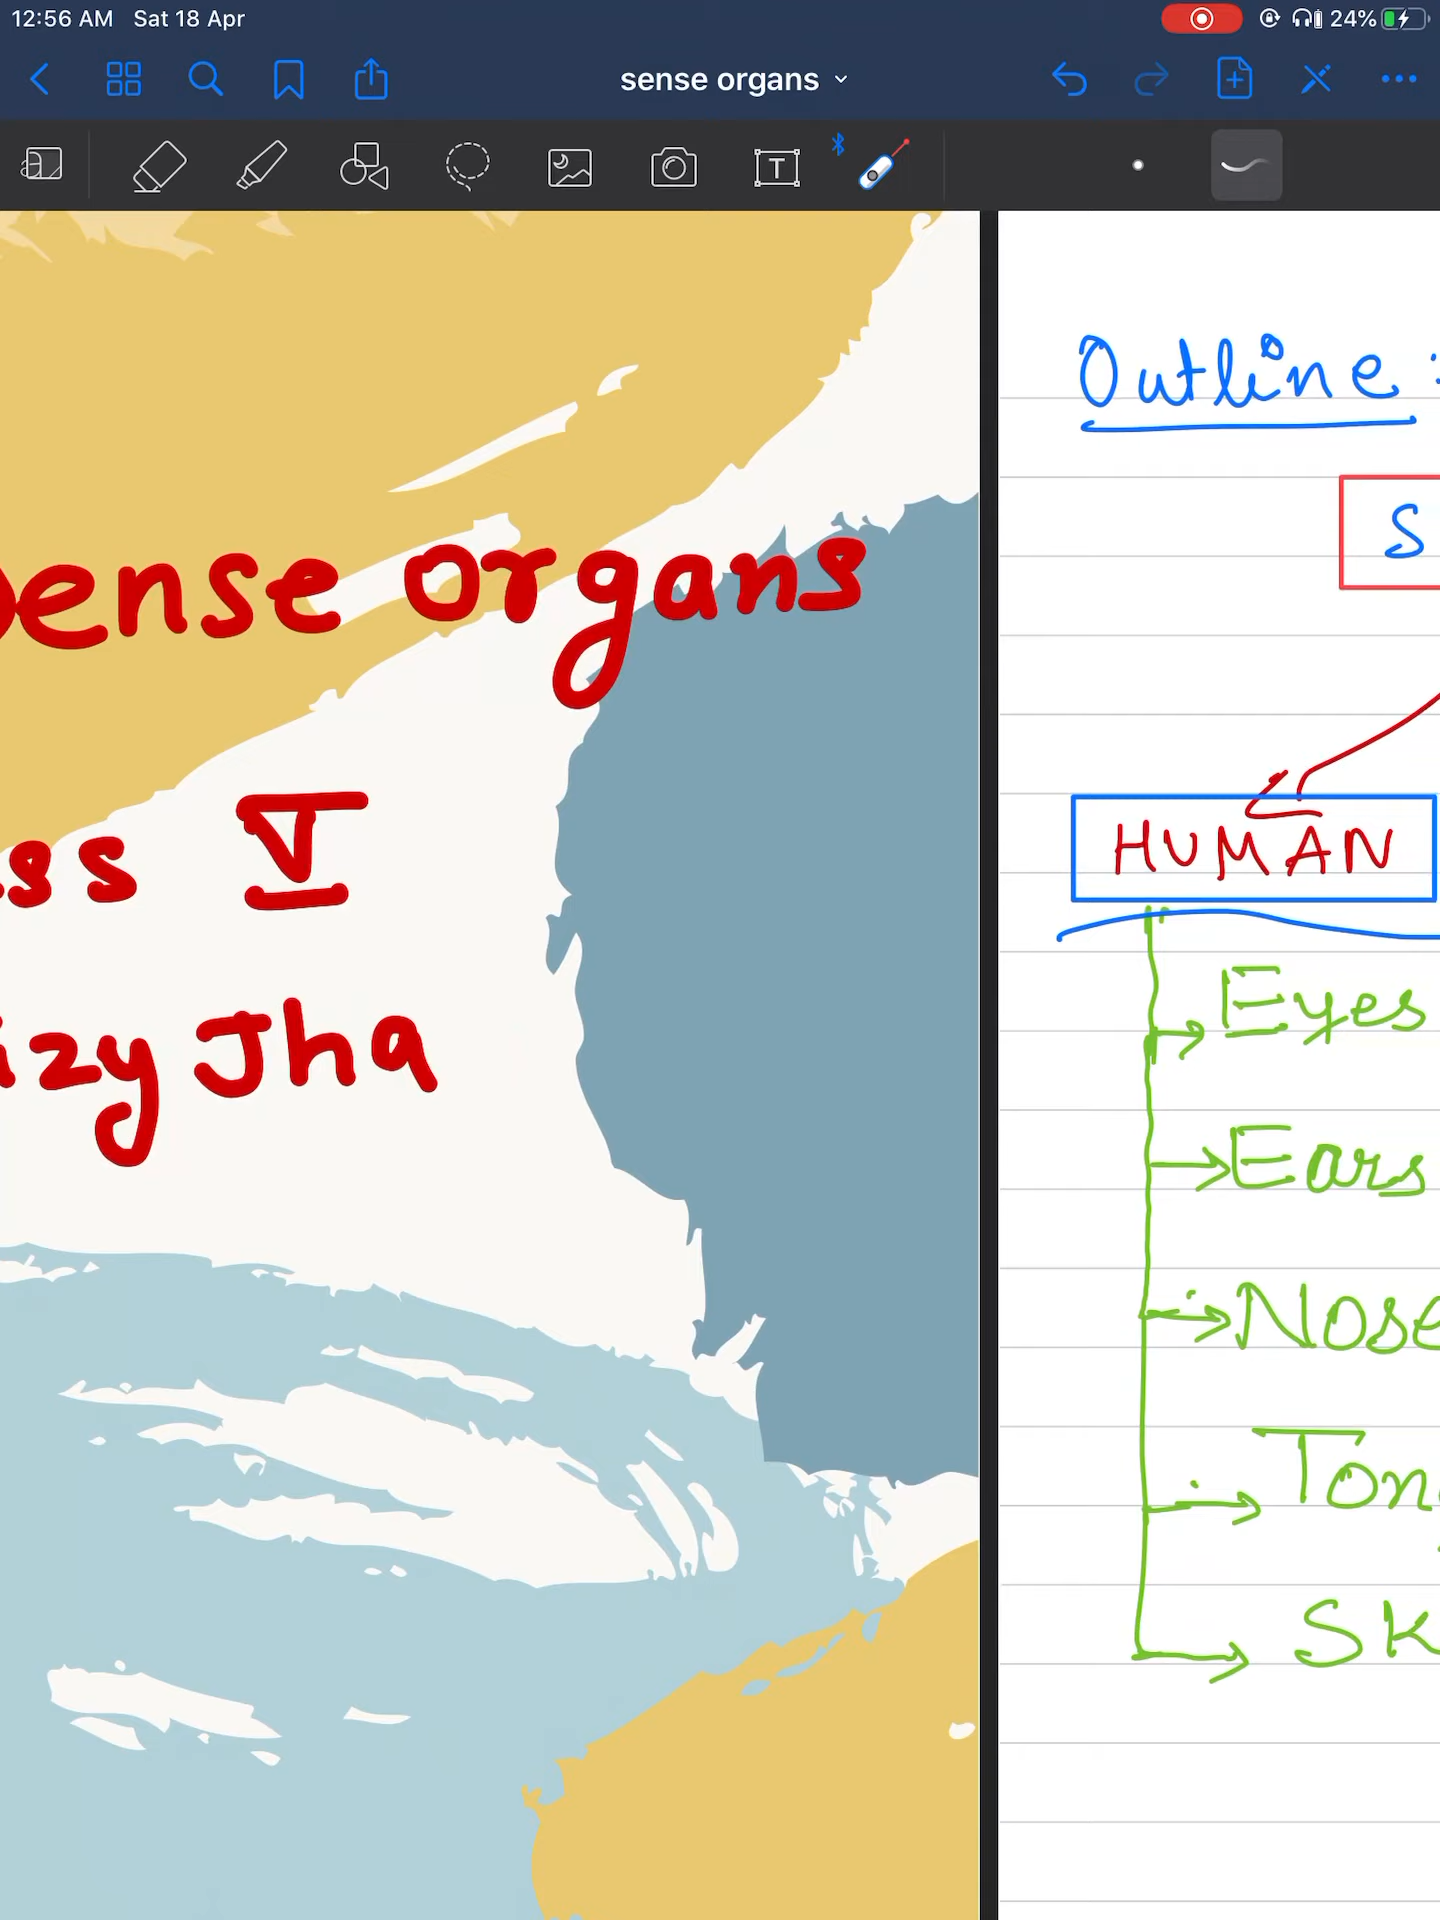 12:56 AM Sat 18 Apr
24%
sense organs
T
Sense organs
ss V
izy Jha
Outline :
S
HUMAN
Eyes
Ears
Nose
Ton
Sk